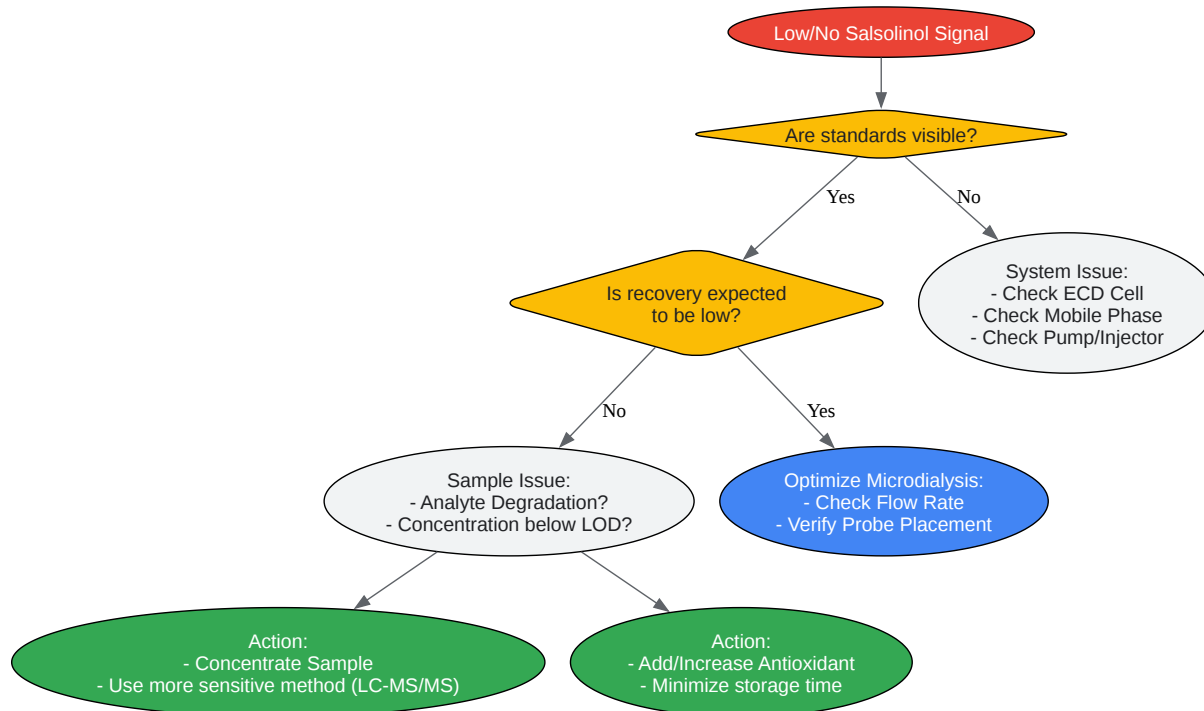 Low/No Salsolinol Signal
Are standards visible?
Yes
No
Is recovery expected
to be low?
System Issue:
- Check ECD Cell
- Check Mobile Phase
- Check Pump/Injector
No
Yes
Sample Issue:
- Analyte Degradation?
- Concentration below LOD?
Optimize Microdialysis:
- Check Flow Rate
- Verify Probe Placement
Action:
- Concentrate Sample
- Use more sensitive method (LC-MS/MS)
Action:
- Add/Increase Antioxidant
- Minimize storage time